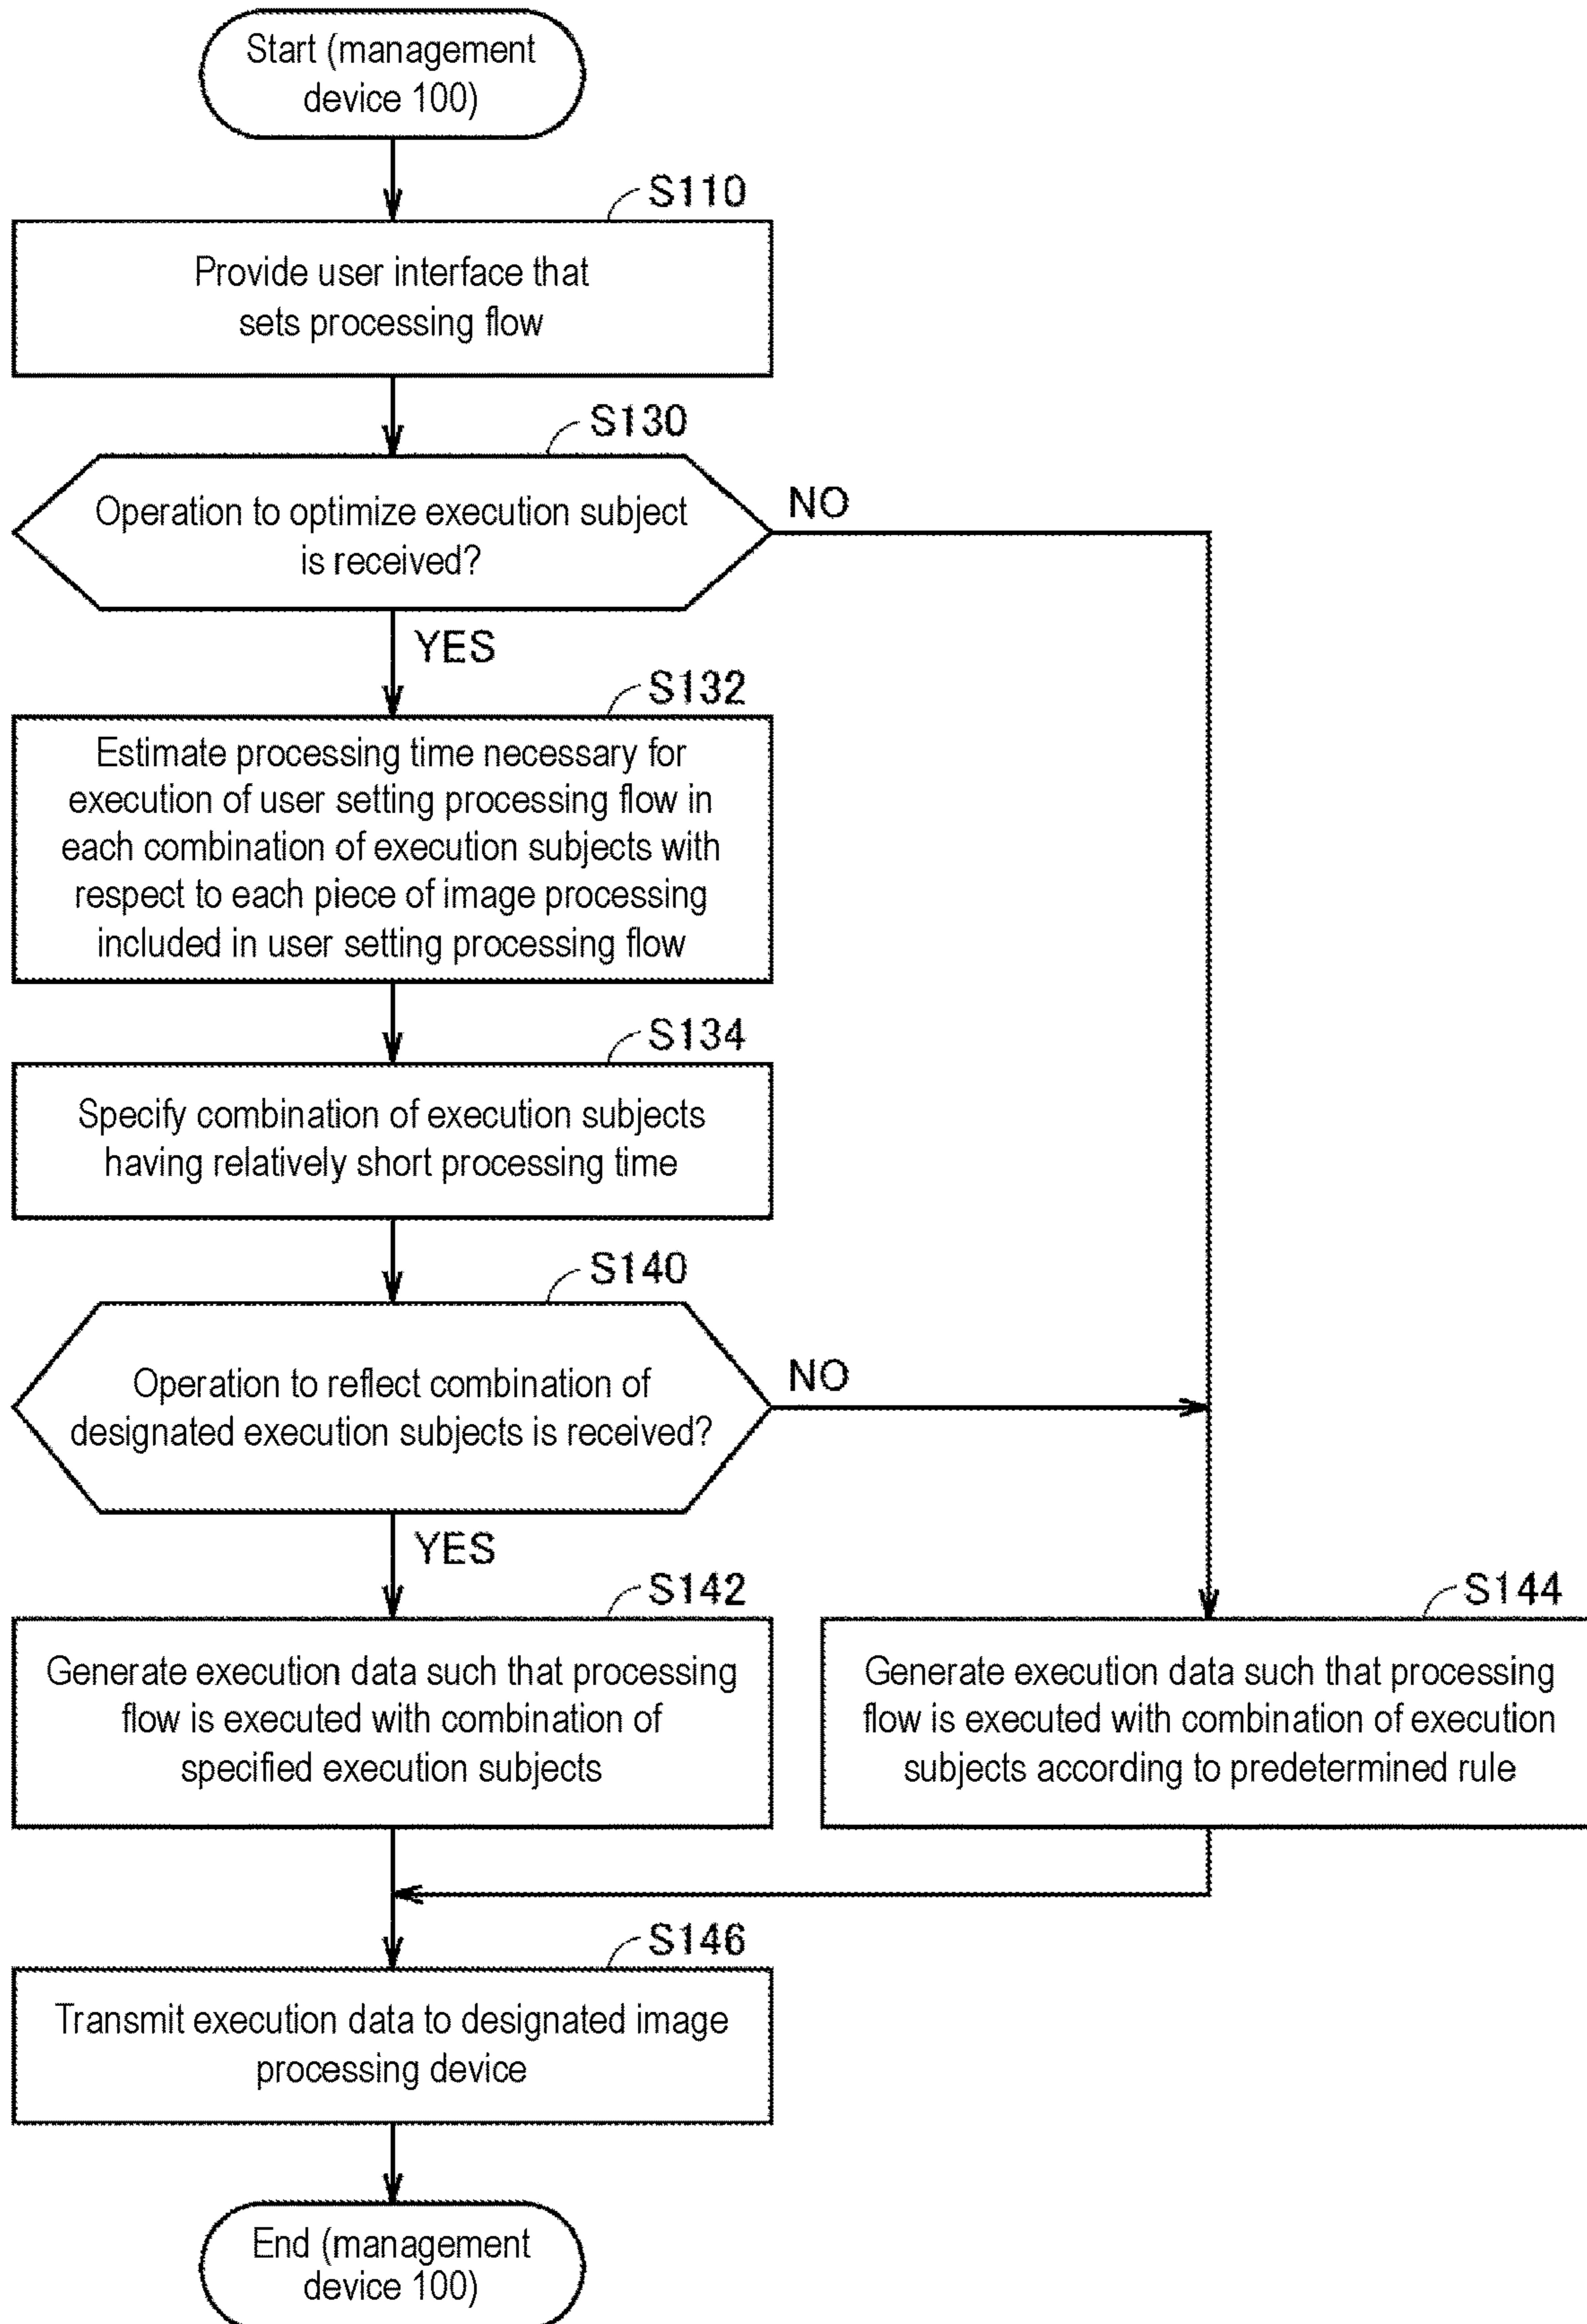 Start (management
device 100)
S110
Provide user interface that
sets processing flow
S130
Operation to optimize execution subject
is received?
NO
YES
S132
Estimate processing time necessary for
execution of user setting processing flow in
each combination of execution subjects with
respect to each piece of image processing
included in user setting processing flow
S134
Specify combination of execution subjects
having relatively short processing time
S140
Operation to reflect combination of
designated execution subjects is received?
NO
YES
S142
Generate execution data such that processing
flow is executed with combination of
specified execution subjects
S144
Generate execution data such that processing
flow is executed with combination of execution
subjects according to predetermined rule
S146
Transmit execution data to designated image
processing device
End (management
device 100)